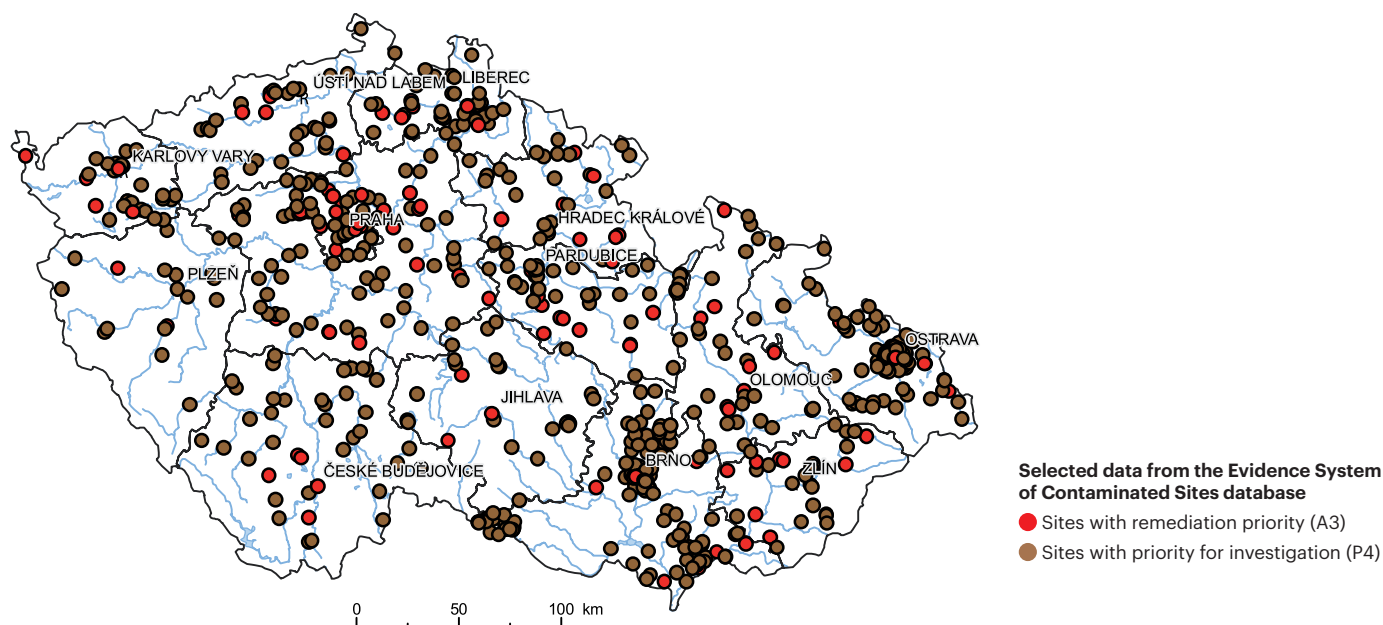 ÚSTÍ NAD LABEM
LIBEREC
KARLOVY VARY
PRAHA
HRADEC KRÁLOVÉ
PARDUBICE
PLZEŇ
OSTRAVA
OLOMOUC
JIHLAVA
BRNO
ZLÍN
ČESKÉ BUDĚJOVICE
Selected data from the Evidence System
of Contaminated Sites database
Sites with remediation priority (A3)
Sites with priority for investigation (P4)
0 50 100 km